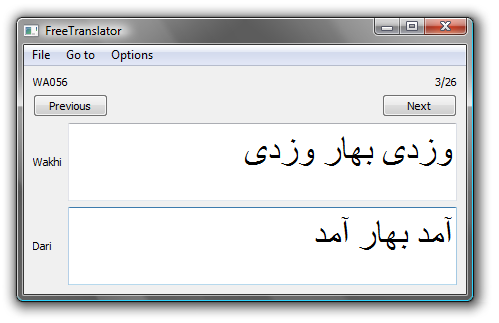 FreeTranslator
File Go to Options
WA056 3/26
Previous Next
Wakhi وزدی بهار وزدی
Dari آمد بهار آمد